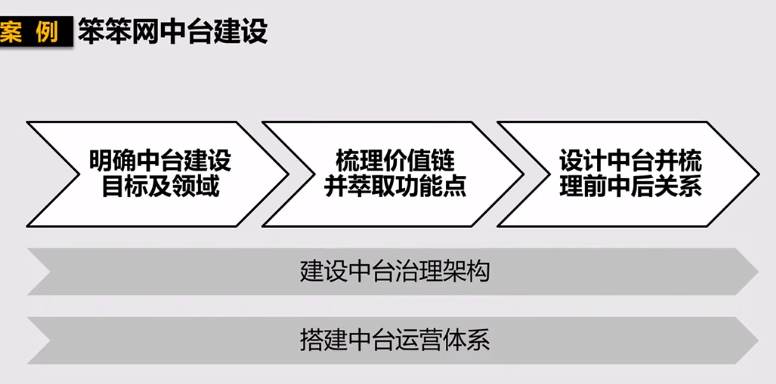 案 例 笨笨网中台建设
明确中台建设
目标及领域
梳理价值链
并萃取功能点
设计中台并梳
理前中后关系
建设中台治理架构
搭建中台运营体系